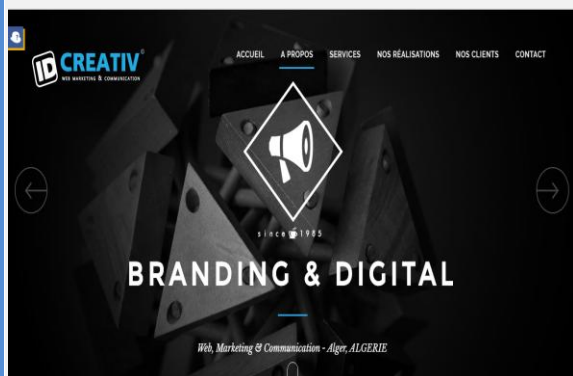 ID CREATIV
WEB MARKETING & COMMUNICATION
ACCUEIL A PROPOS SERVICES NOS RÉALISATIONS NOS CLIENTS CONTACT
since 1985
BRANDING & DIGITAL
Web, Marketing & Communication - Alger, ALGERIE